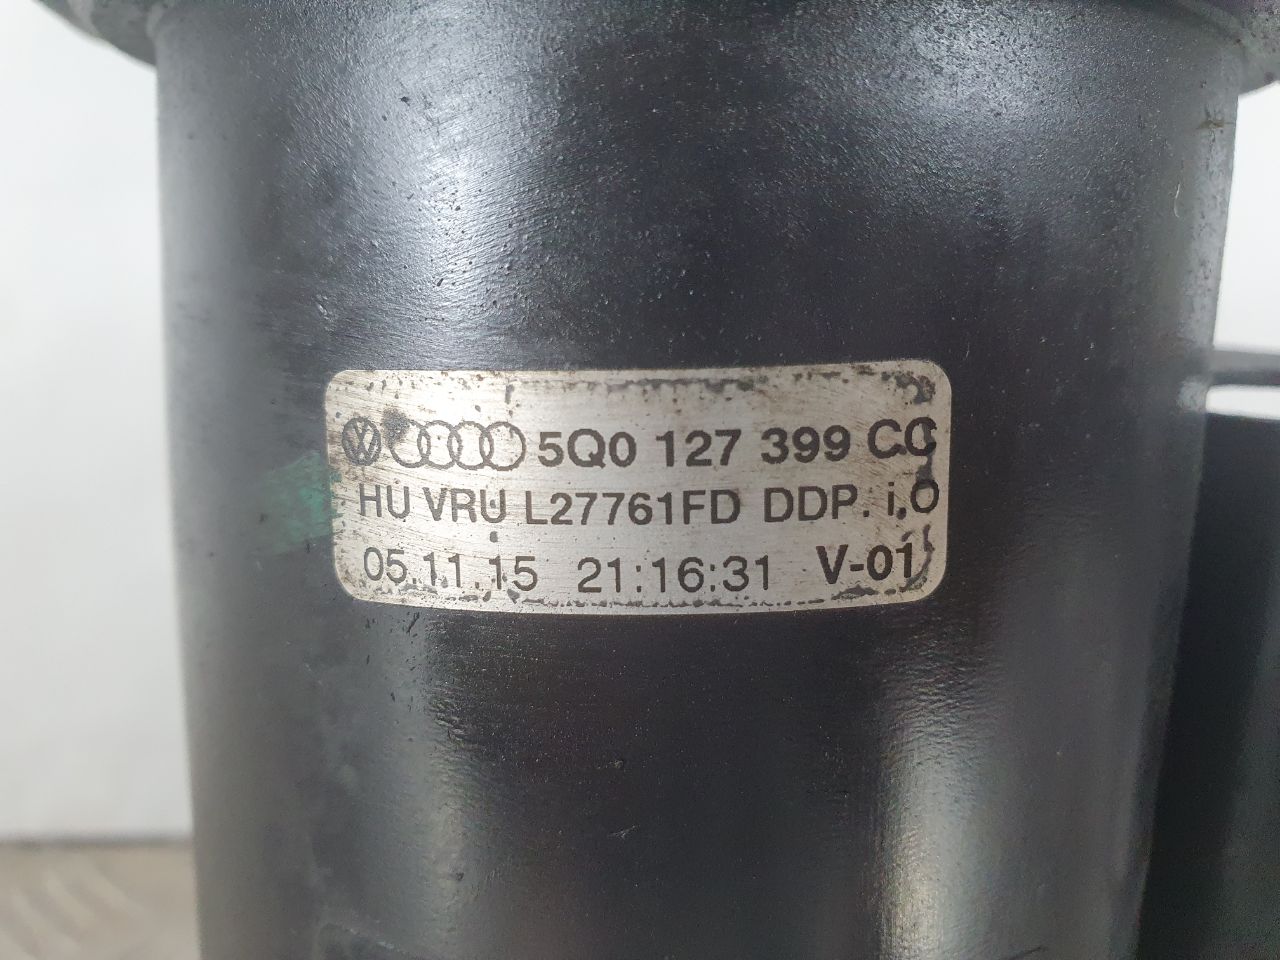 5Q0 127 399 CC
HU VRU L27761FD DDP. i.O
05.11.15 21:16:31 V-01